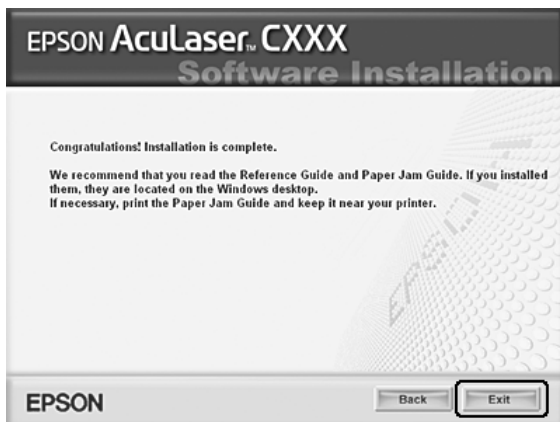 EPSON AcuLaser™ CXXX
Software Installation
Congratulations! Installation is complete.
We recommend that you read the Reference Guide and Paper Jam Guide. If you installed
them, they are located on the Windows desktop.
If necessary, print the Paper Jam Guide and keep it near your printer.
EPSON
EPSON
Back
Exit